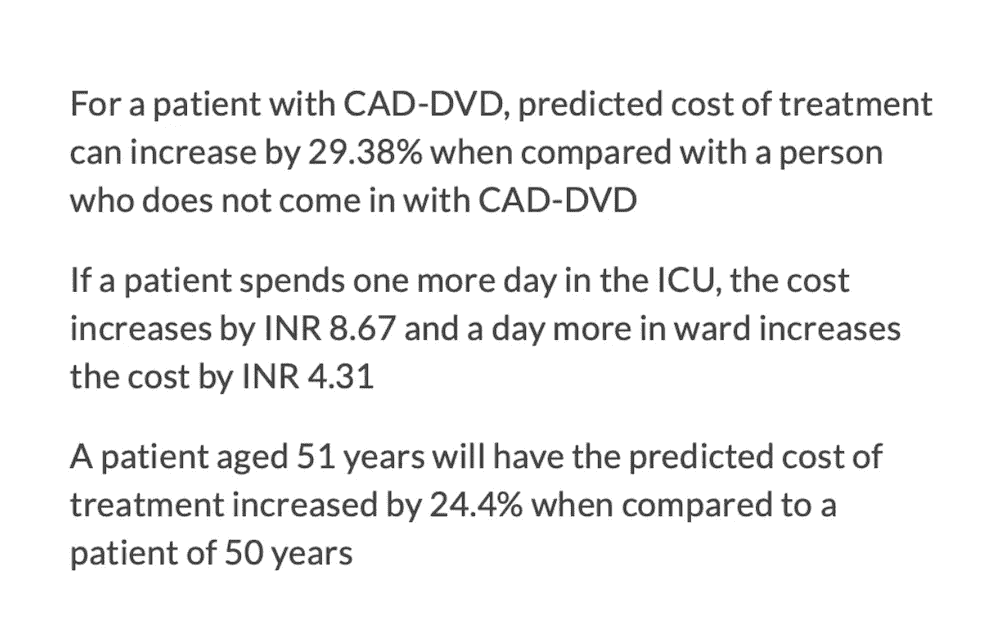 For a patient with CAD-DVD, predicted cost of treatment
can increase by 29.38% when compared with a person
who does not come in with CAD-DVD
If a patient spends one more day in the ICU, the cost
increases by INR 8.67 and a day more in ward increases
the cost by INR 4.31
A patient aged 51 years will have the predicted cost of
treatment increased by 24.4% when compared to a
patient of 50 years